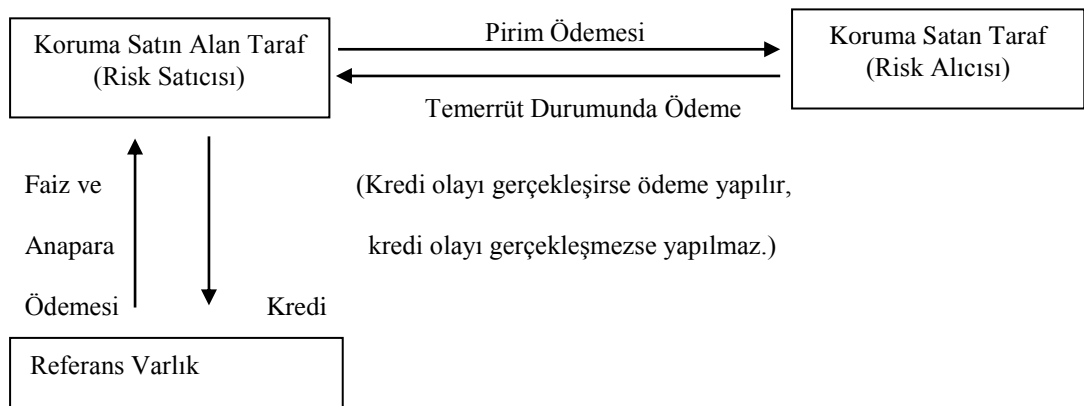 Koruma Satın Alan Taraf
(Risk Satıcısı)
Pirim Ödemesi
Koruma Satan Taraf
(Risk Alıcısı)
Temerrüt Durumunda Ödeme
Faiz ve
Anapara
Ödemesi
(Kredi olayı gerçekleşirse ödeme yapılır,
kredi olayı gerçekleşmezse yapılmaz.)
Kredi
Referans Varlık